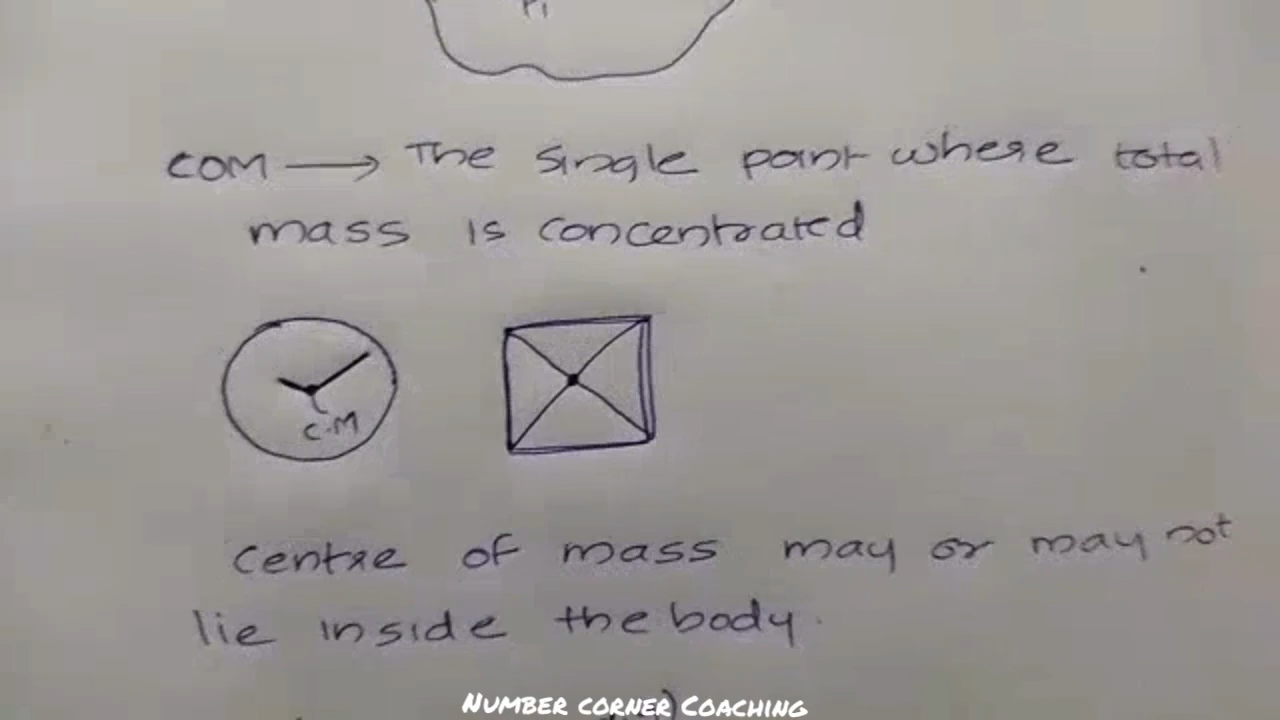 P1
COM → The single point where total
mass is concentrated
C.M
Centre of mass may or may not
lie inside the body.
NUMBER CORNER COACHING